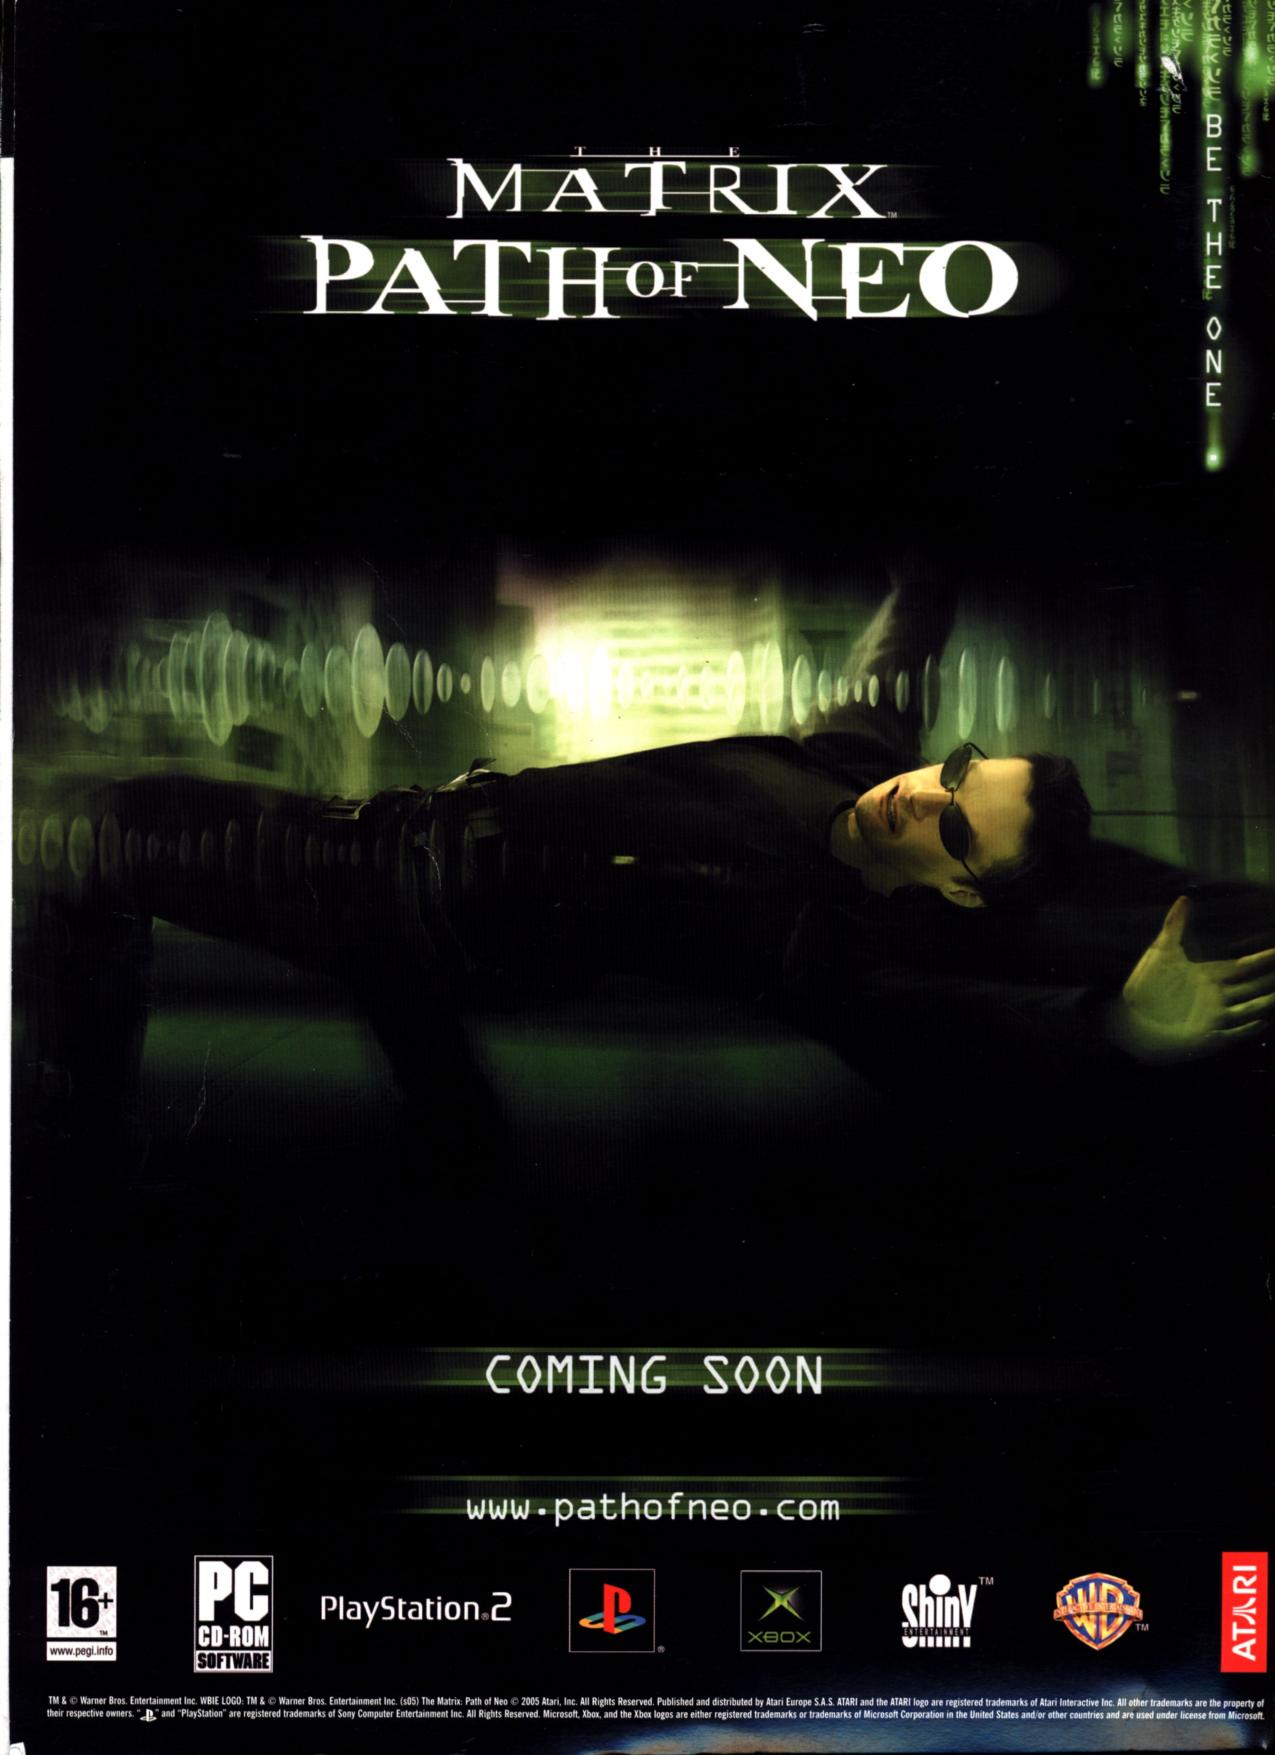 THE
MATRIX™
PATH OF NEO
BE THE ONE
COMING SOON
www.pathofneo.com
16+
™
www.pegi.info
PC
CD-ROM
SOFTWARE
PlayStation®2
®
XBOX
Shiny™
ENTERTAINMENT
WB™
ATARI
TM & © Warner Bros. Entertainment Inc. WBIE LOGO: TM & © Warner Bros. Entertainment Inc. (s05) The Matrix: Path of Neo © 2005 Atari, Inc. All Rights Reserved. Published and distributed by Atari Europe S.A.S. ATARI and the ATARI logo are registered trademarks of Atari Interactive Inc. All other trademarks are the property of
their respective owners. " " and "PlayStation" are registered trademarks of Sony Computer Entertainment Inc. All Rights Reserved. Microsoft, Xbox, and the Xbox logos are either registered trademarks or trademarks of Microsoft Corporation in the United States and/or other countries and are used under license from Microsoft.